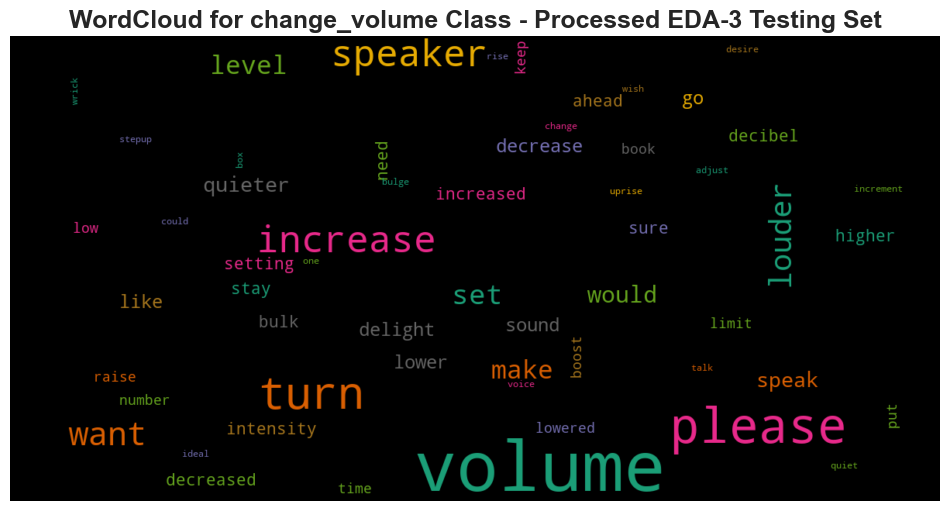 WordCloud for change_volume Class - Processed EDA-3 Testing Set
speaker
rise
keep
desire
level
wrick
wish
ahead
go
change
stepup
decrease
book
decibel
need
box
quieter
bulge
increased
adjust
uprise
increment
louder
low
could
sure
higher
increase
setting
one
stay
like
set
would
bulk
delight
sound
limit
lower
boost
make
talk
raise
voice
speak
turn
number
want
intensity
lowered
please
put
ideal
volume
quiet
decreased
time